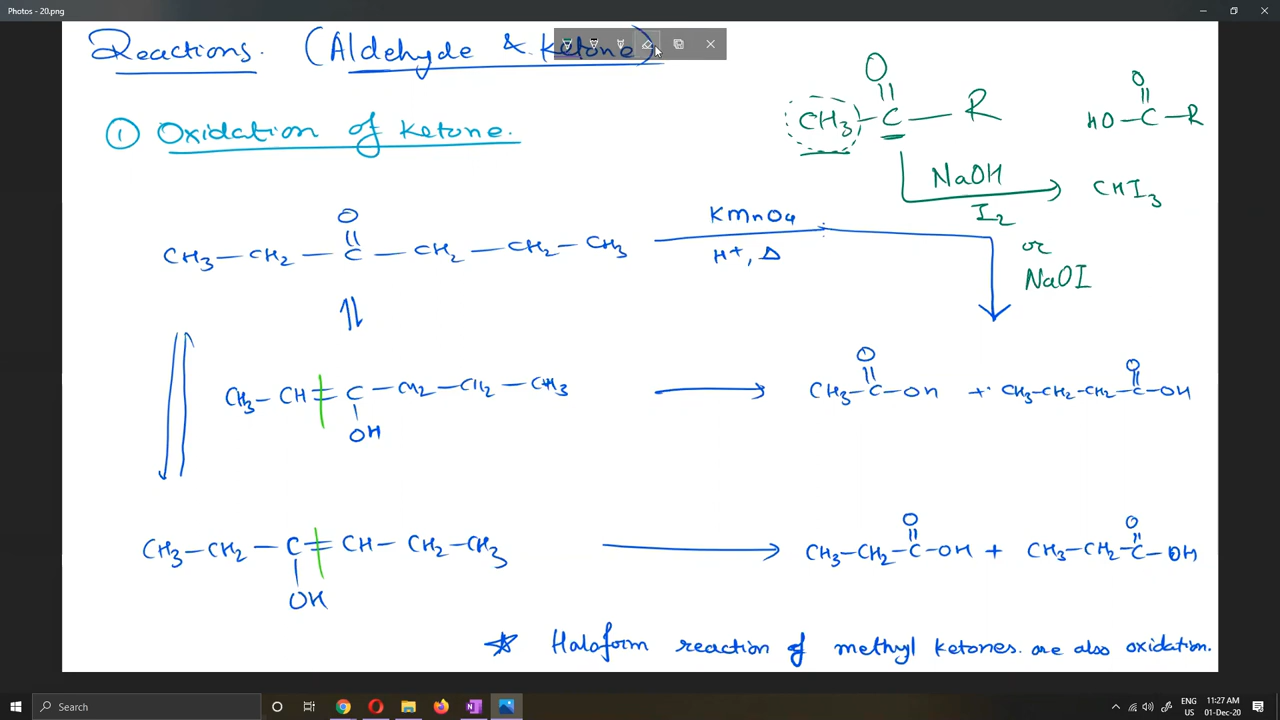 Photos - 20.png
Reactions. (Aldehyde & Ketone).
① Oxidation of Ketone.
O
CH3 – C – R
O
HO – C – R
NaOH
I2
CHI3
or
NaOI
O
CH3 – CH2 – C – CH2 – CH2 – CH3
KMnO4
H+, Δ
⇌
CH3 – CH = C – CH2 – CH2 – CH3
OH
O
CH3 – C – OH
+
O
CH3 – CH2 – CH2 – C – OH
CH3 – CH2 – C = CH – CH2 – CH3
OH
O
CH3 – CH2 – C – OH
+
O
CH3 – CH2 – C – OH
☆ Haloform reaction of methyl ketones. are also oxidation.
Search
ENG
US
11:27 AM
01-Dec-20